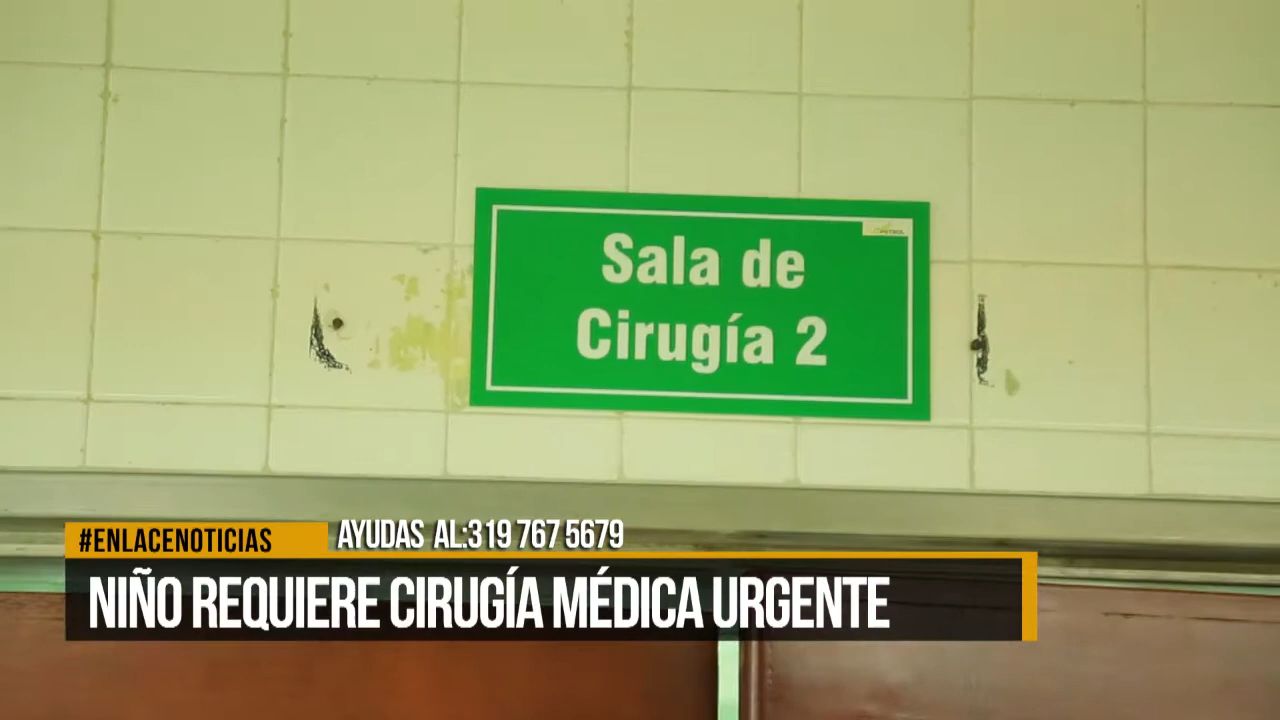 Sala de
Cirugía 2
#ENLACENOTICIAS
AYUDAS AL:319 767 5679
NIÑO REQUIERE CIRUGÍA MÉDICA URGENTE